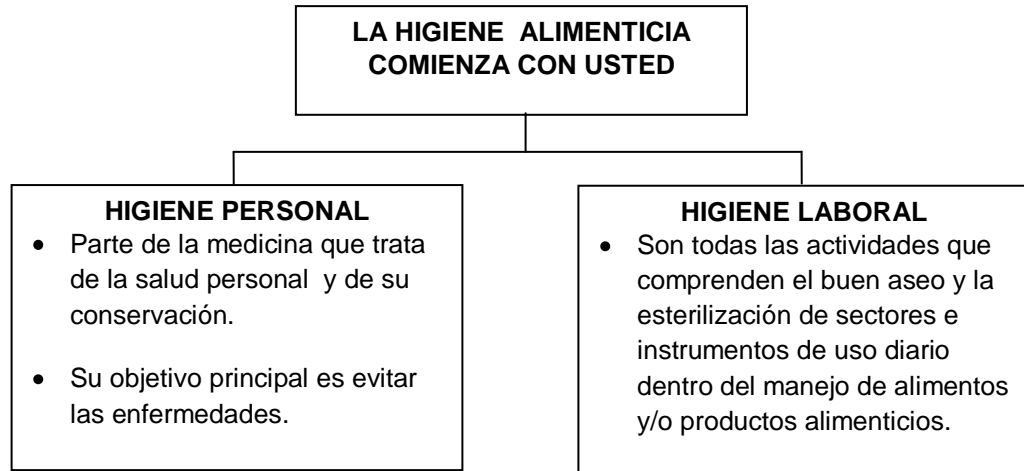 LA HIGIENE  ALIMENTICIA
COMIENZA CON USTED
HIGIENE PERSONAL
• Parte de la medicina que trata
de la salud personal  y de su
conservación.
• Su objetivo principal es evitar
las enfermedades.
HIGIENE LABORAL
• Son todas las actividades que
comprenden el buen aseo y la
esterilización de sectores e
instrumentos de uso diario
dentro del manejo de alimentos
y/o productos alimenticios.